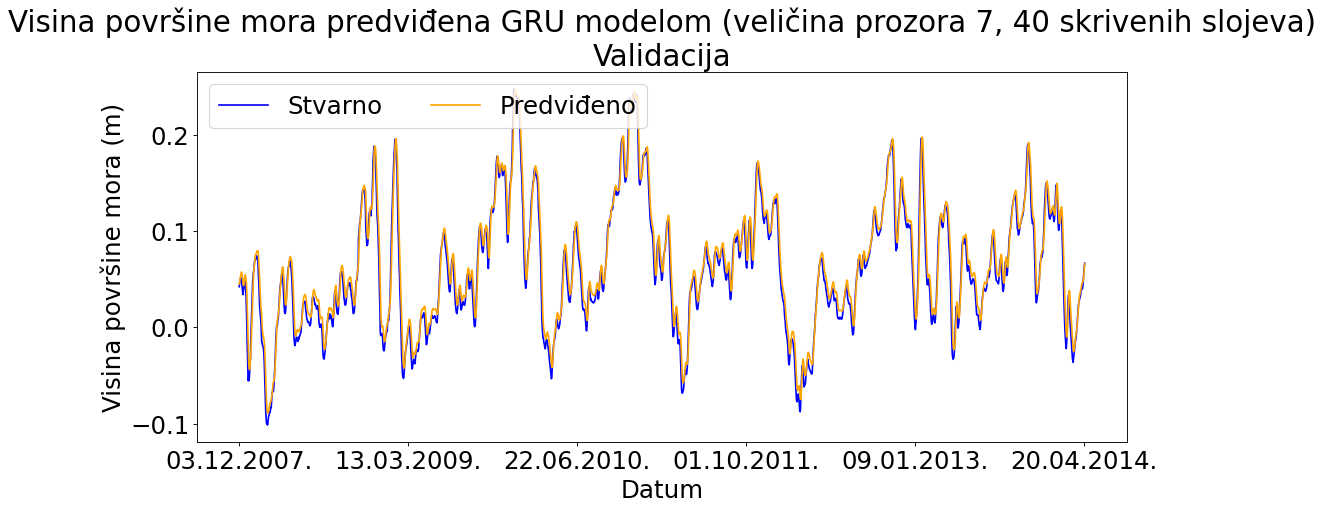 Visina površine mora predviđena GRU modelom (veličina prozora 7, 40 skrivenih slojeva)
Validacija
Stvarno Predviđeno
Visina površine mora (m)
0.2
0.1
0.0
−0.1
03.12.2007. 13.03.2009. 22.06.2010. 01.10.2011. 09.01.2013. 20.04.2014.
Datum